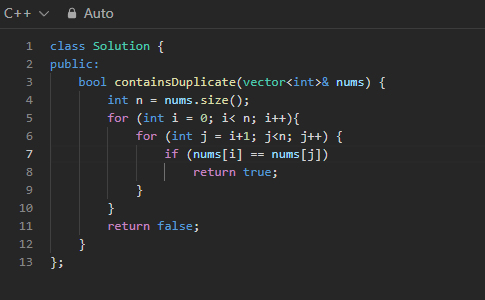 C++ Auto
1 class Solution {
2 public:
3     bool containsDuplicate(vector<int>& nums) {
4         int n = nums.size();
5         for (int i = 0; i< n; i++){
6             for (int j = i+1; j<n; j++) {
7                 if (nums[i] == nums[j])
8                     return true;
9             }
10         }
11         return false;
12     }
13 };